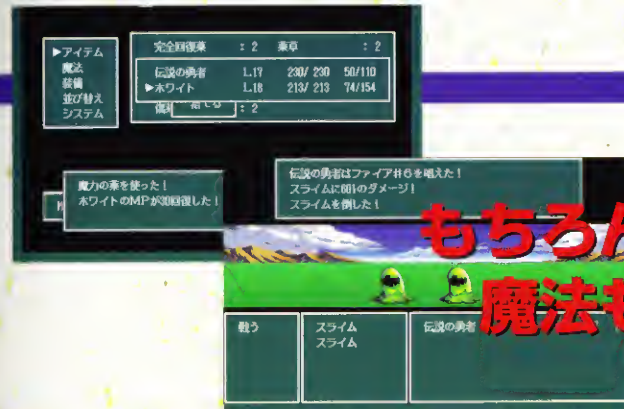 完全回復薬 : 2 薬草 : 2
▶アイテム
魔法
装備
並び替え
システム
伝説の勇者 L.17 230/ 230 50/110
▶ホワイト L.18 213/ 213 74/154
捨てる
: 2
魔力の薬を使った!
ホワイトのMPが30回復した!
伝説の勇者はファイア#6を唱えた!
スライムに601のダメージ!
スライムを倒した!
もちろん
魔法も
戦う
スライム
スライム
伝説の勇者